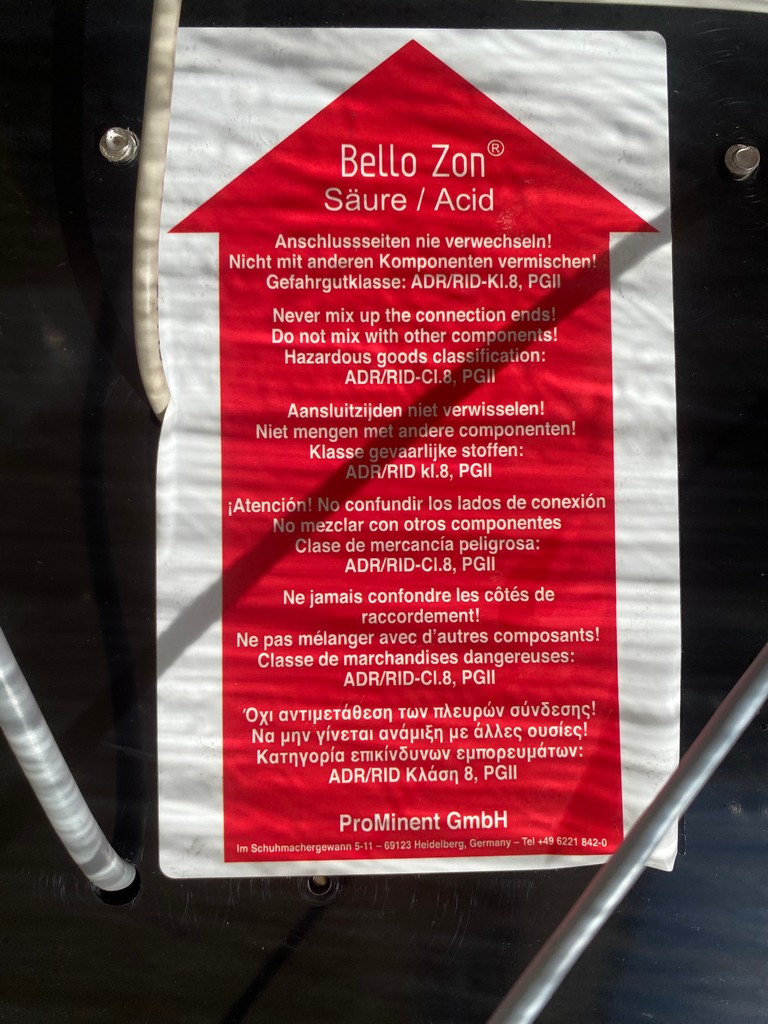 Bello Zon®
Säure / Acid
Anschlussseiten nie verwechseln!
Nicht mit anderen Komponenten vermischen!
Gefahrgutklasse: ADR/RID-Kl.8, PGII
Never mix up the connection ends!
Do not mix with other components!
Hazardous goods classification:
ADR/RID-Cl.8, PGII
Aansluitzijden niet verwisselen!
Niet mengen met andere componenten!
Klasse gevaarlijke stoffen:
ADR/RID kl.8, PGII
¡Atención! No confundir los lados de conexión
No mezclar con otros componentes
Clase de mercancía peligrosa:
ADR/RID-Cl.8, PGII
Ne jamais confondre les côtés de
raccordement!
Ne pas mélanger avec d'autres composants!
Classe de marchandises dangereuses:
ADR/RID-Cl.8, PGII
Όχι αντιμετάθεση των πλευρών σύνδεσης!
Να μην γίνεται ανάμιξη με άλλες ουσίες!
Κατηγορία επικίνδυνων εμπορευμάτων:
ADR/RID Κλάση 8, PGII
ProMinent GmbH
Im Schuhmachergewann 5-11 – 69123 Heidelberg, Germany – Tel +49 6221 842-0